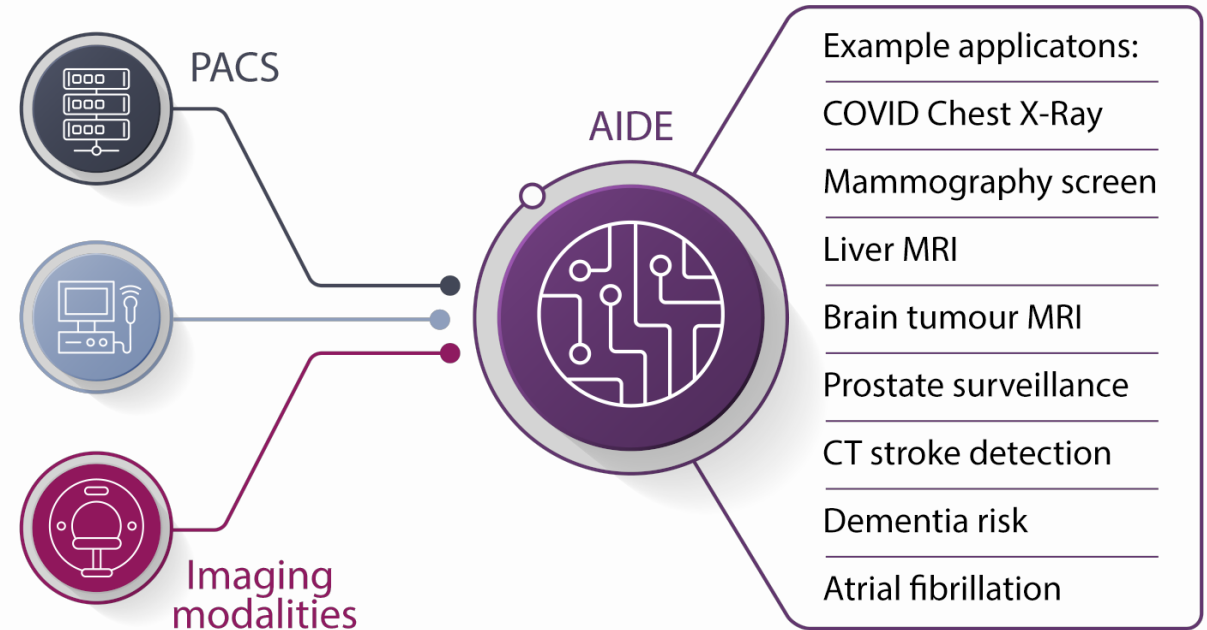 PACS
AIDE
Imaging
modalities
Example applicatons:
COVID Chest X-Ray
Mammography screen
Liver MRI
Brain tumour MRI
Prostate surveillance
CT stroke detection
Dementia risk
Atrial fibrillation